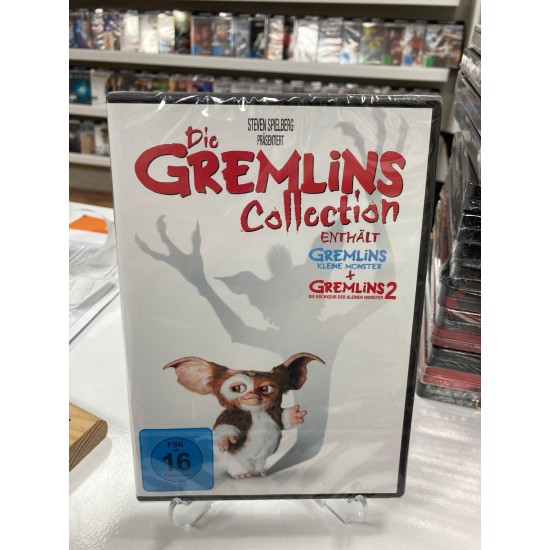 STEVEN SPIELBERG
PRÄSENTIERT
Die
GREMLiNS
Collection
ENTHÄLT
GREMLiNS
KLEINE MONSTER
+
GREMLiNS 2
DIE RÜCKKEHR DER KLEINEN MONSTER
FSK
16